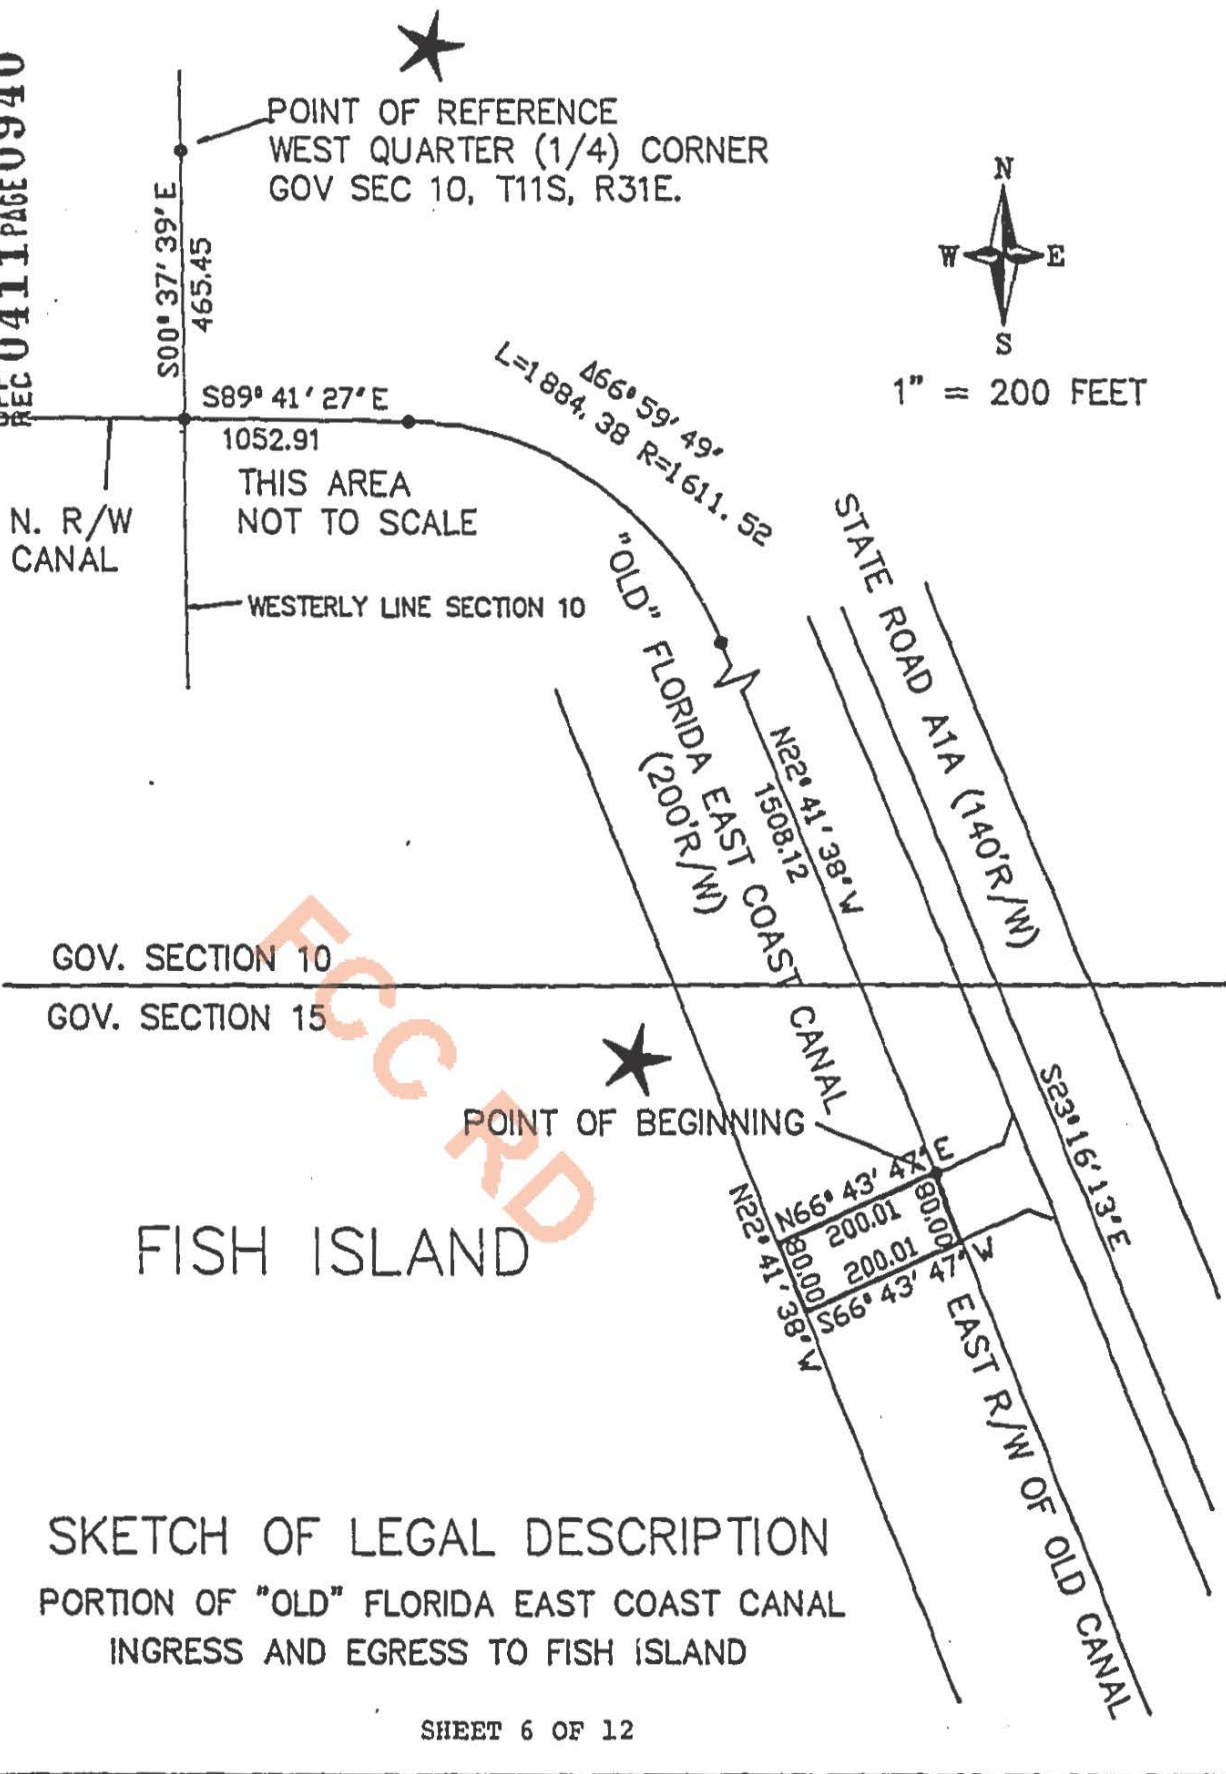 REC 0411 PAGE 0940
POINT OF REFERENCE
WEST QUARTER (1/4) CORNER
GOV SEC 10, T11S, R31E.
N
W E
S
1" = 200 FEET
S00° 37' 39" E
465.45
S89° 41' 27" E
1052.91
THIS AREA
NOT TO SCALE
N. R/W
CANAL
WESTERLY LINE SECTION 10
Δ66° 59' 49"
L=1884.38 R=1611.52
"OLD" FLORIDA EAST COAST CANAL
(200'R/W)
STATE ROAD A1A (140'R/W)
N22° 41' 38" W
1508.12
GOV. SECTION 10
GOV. SECTION 15
FCC RD
POINT OF BEGINNING
S23° 16' 13" E
N66° 43' 47" E
200.01
80.00
80.00
200.01
S66° 43' 47" W
N22° 41' 38" W
FISH ISLAND
EAST R/W OF OLD CANAL
SKETCH OF LEGAL DESCRIPTION
PORTION OF "OLD" FLORIDA EAST COAST CANAL
INGRESS AND EGRESS TO FISH ISLAND
SHEET 6 OF 12